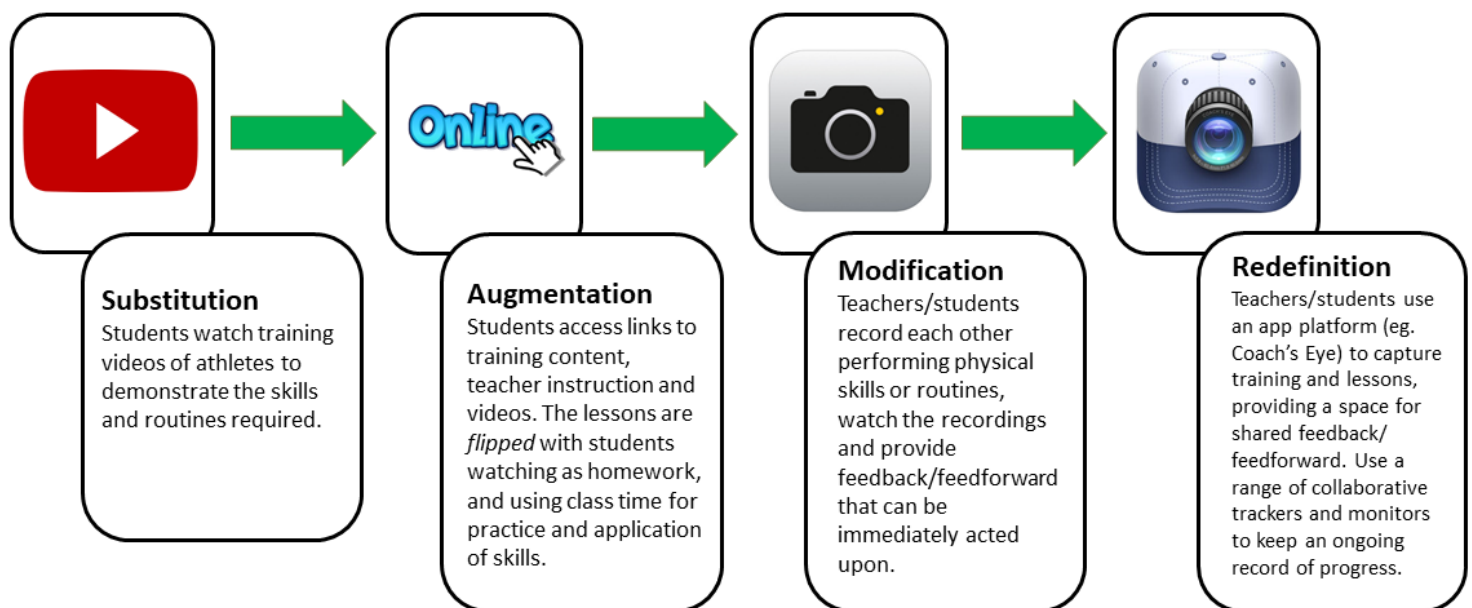 OnLine
Substitution
Students watch training
videos of athletes to
demonstrate the skills
and routines required.
Augmentation
Students access links to
training content,
teacher instruction and
videos. The lessons are
flipped with students
watching as homework,
and using class time for
practice and application
of skills.
Modification
Teachers/students
record each other
performing physical
skills or routines,
watch the recordings
and provide
feedback/feedforward
that can be
immediately acted
upon.
Redefinition
Teachers/students use
an app platform (eg.
Coach’s Eye) to capture
training and lessons,
providing a space for
shared feedback/
feedforward. Use a
range of collaborative
trackers and monitors
to keep an ongoing
record of progress.